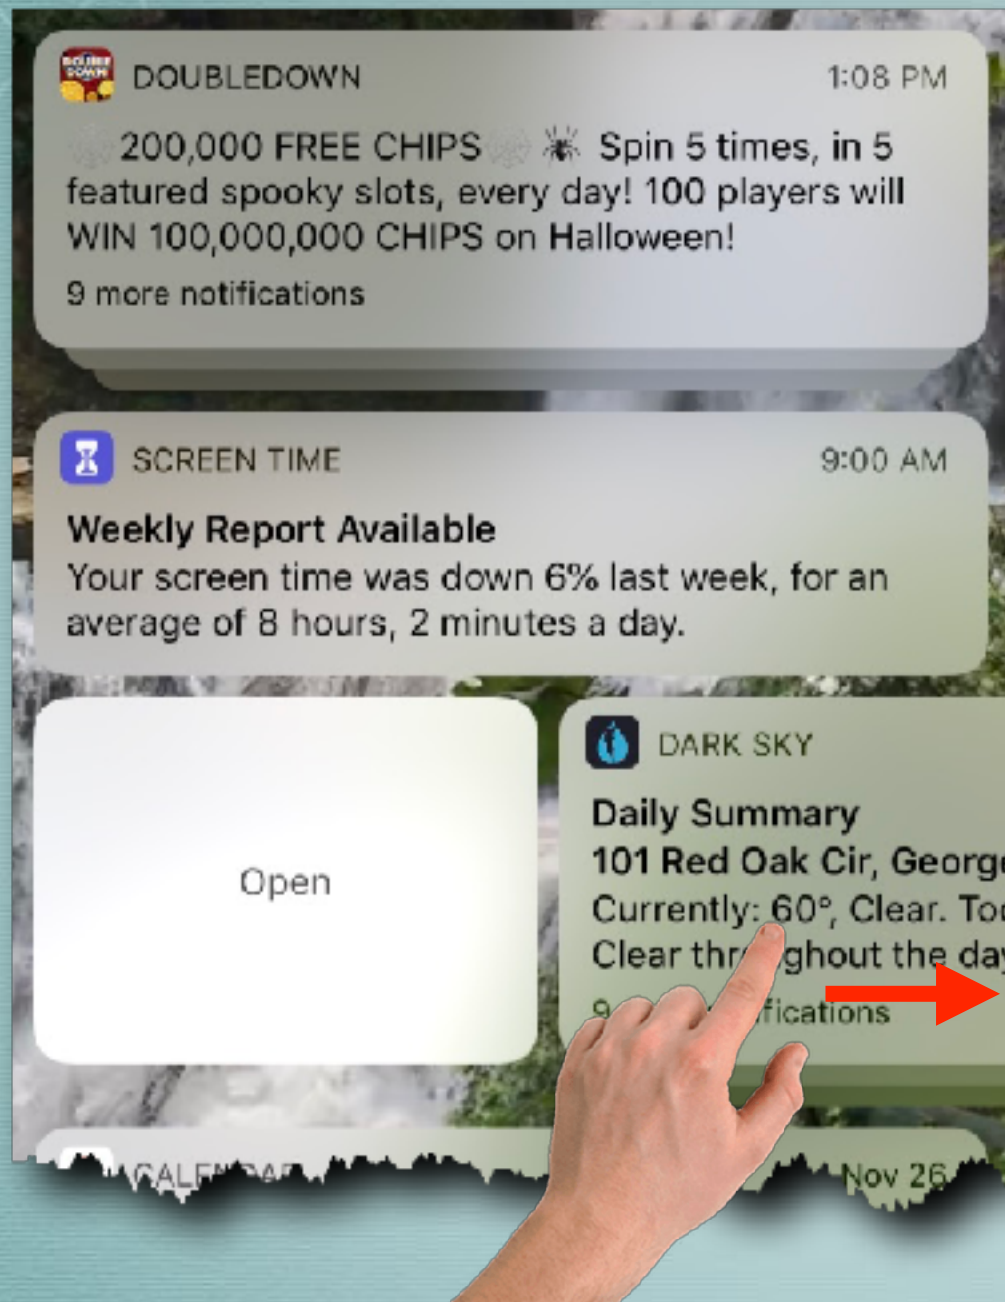 DOUBLEDOWN 1:08 PM
200,000 FREE CHIPS Spin 5 times, in 5
featured spooky slots, every day! 100 players will
WIN 100,000,000 CHIPS on Halloween!
9 more notifications
SCREEN TIME 9:00 AM
Weekly Report Available
Your screen time was down 6% last week, for an
average of 8 hours, 2 minutes a day.
Open
DARK SKY
Daily Summary
101 Red Oak Cir,
Currently: 60°, Clear.
Clear the
9
CALENDAR Nov 26